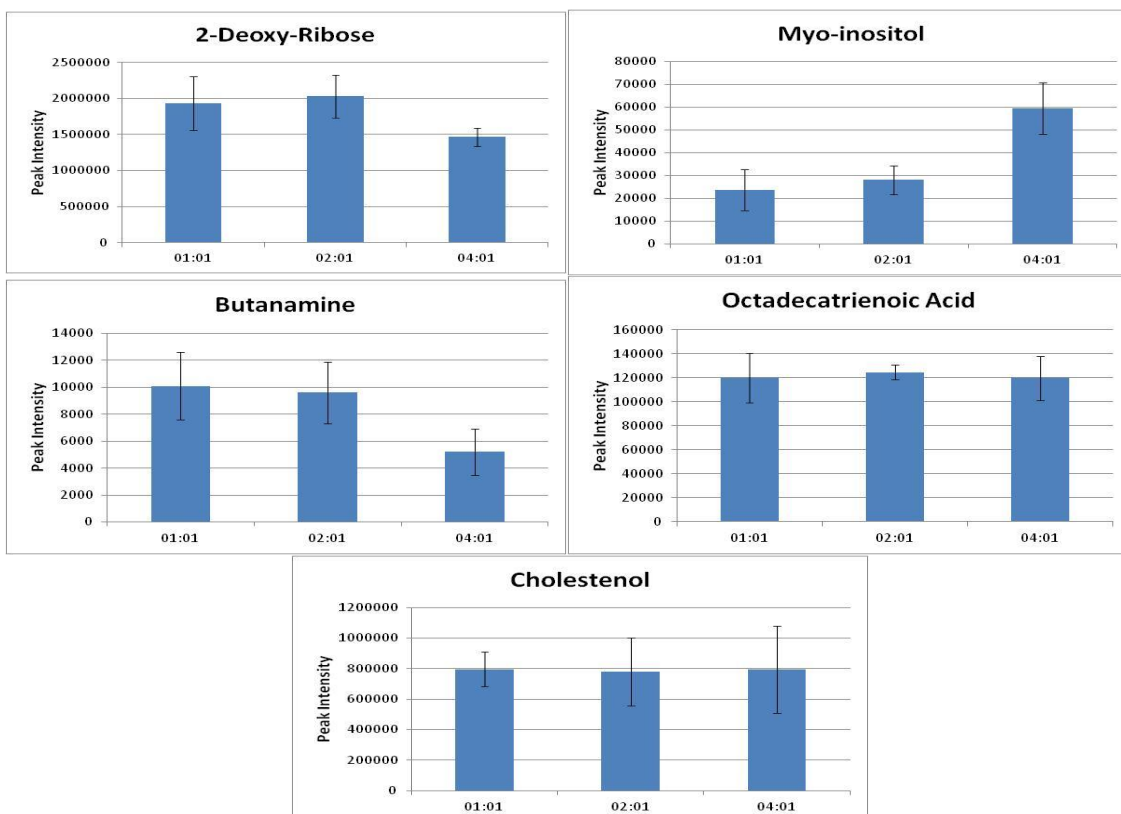 2-Deoxy-Ribose
Peak Intensity
2500000
2000000
1500000
1000000
500000
0
01:01 02:01 04:01
Myo-inositol
Peak Intensity
80000
70000
60000
50000
40000
30000
20000
10000
0
01:01 02:01 04:01
Butanamine
Peak Intensity
14000
12000
10000
8000
6000
4000
2000
0
01:01 02:01 04:01
Octadecatrienoic Acid
Peak Intensity
160000
140000
120000
100000
80000
60000
40000
20000
0
01:01 02:01 04:01
Cholestenol
Peak Intensity
1200000
1000000
800000
600000
400000
200000
0
01:01 02:01 04:01